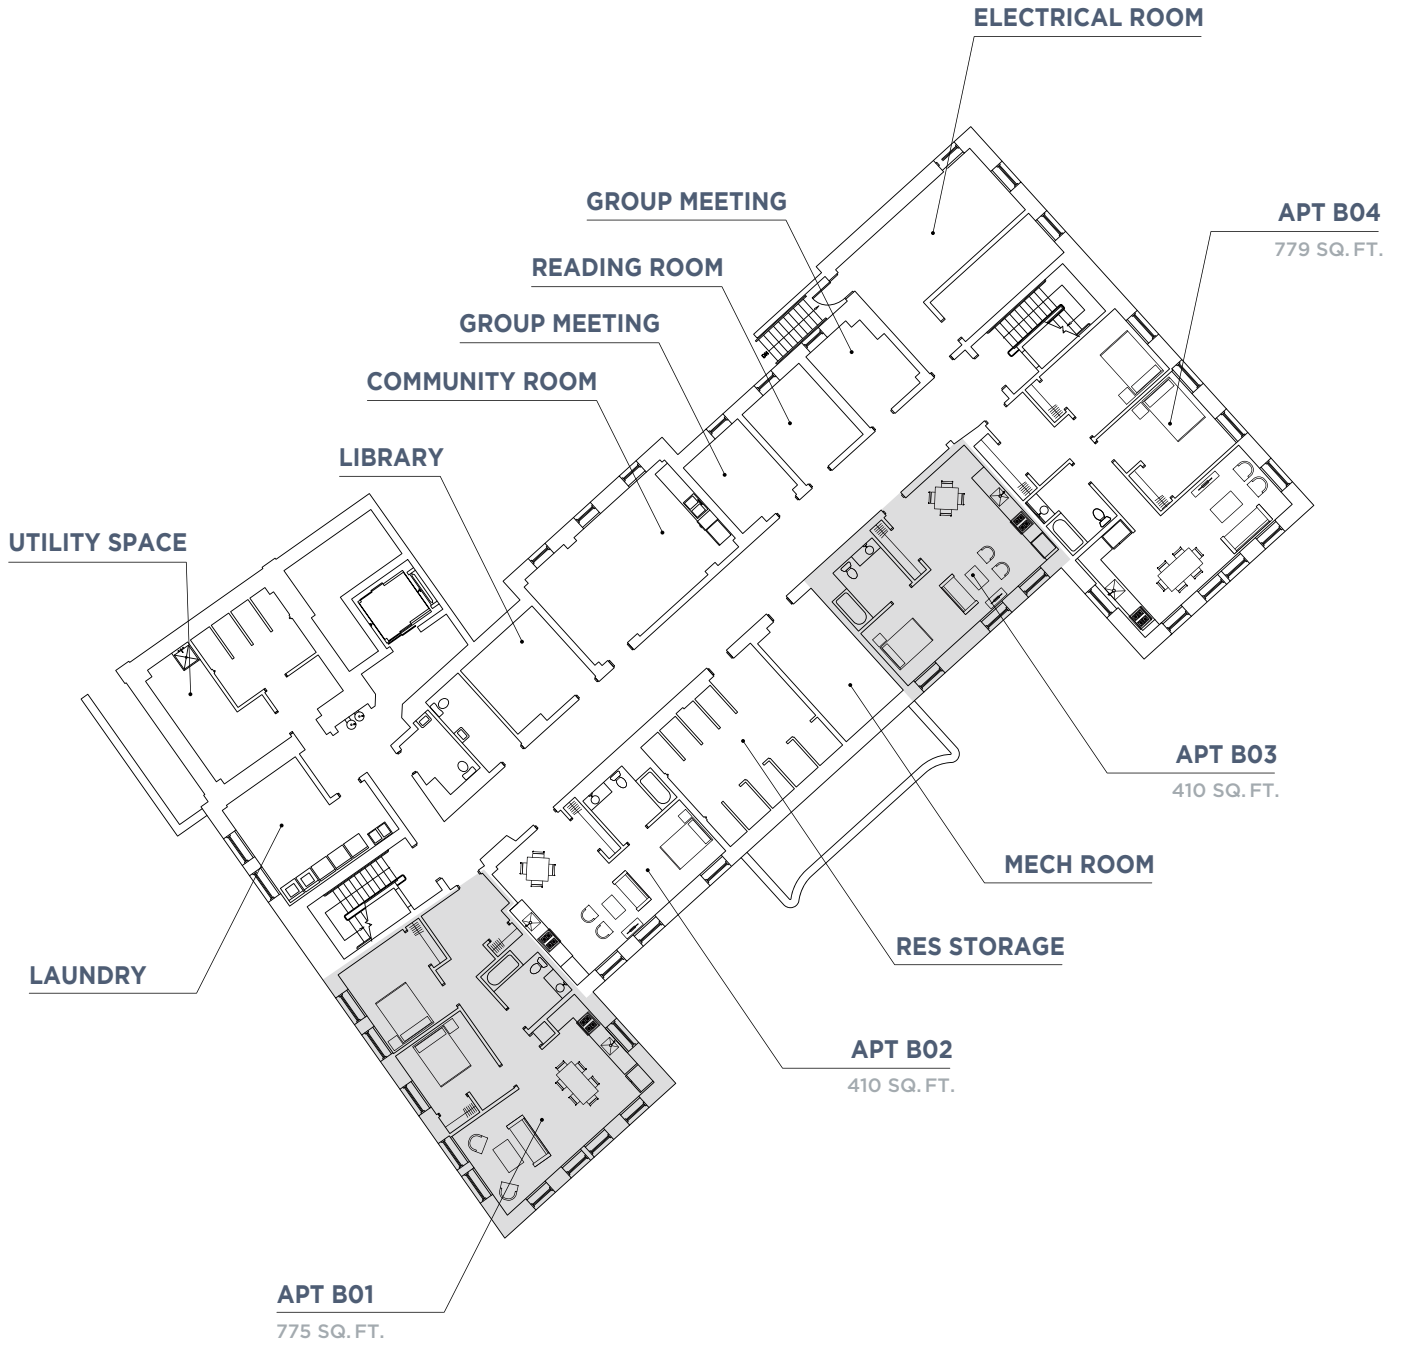 ELECTRICAL ROOM
GROUP MEETING
APT B04
779 SQ. FT.
READING ROOM
GROUP MEETING
COMMUNITY ROOM
LIBRARY
UTILITY SPACE
APT B03
410 SQ. FT.
MECH ROOM
RES STORAGE
LAUNDRY
APT B02
410 SQ. FT.
APT B01
775 SQ. FT.